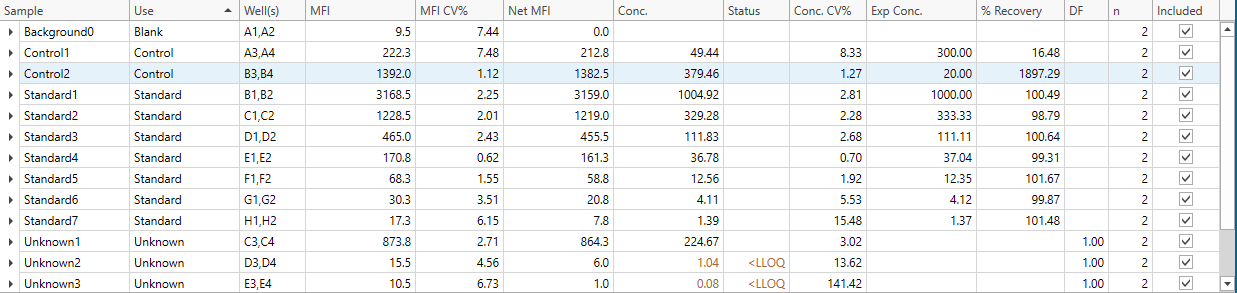 Sample Use Well(s) MFI MFI CV% Net MFI Conc. Status Conc. CV% Exp Conc. % Recovery DF n Included
Background0 Blank A1,A2 9.5 7.44 0.0 2
Control1 Control A3,A4 222.3 7.48 212.8 49.44 8.33 300.00 16.48 2
Control2 Control B3,B4 1392.0 1.12 1382.5 379.46 1.27 20.00 1897.29 2
Standard1 Standard B1,B2 3168.5 2.25 3159.0 1004.92 2.81 1000.00 100.49 2
Standard2 Standard C1,C2 1228.5 2.01 1219.0 329.28 2.28 333.33 98.79 2
Standard3 Standard D1,D2 465.0 2.43 455.5 111.83 2.68 111.11 100.64 2
Standard4 Standard E1,E2 170.8 0.62 161.3 36.78 0.70 37.04 99.31 2
Standard5 Standard F1,F2 68.3 1.55 58.8 12.56 1.92 12.35 101.67 2
Standard6 Standard G1,G2 30.3 3.51 20.8 4.11 5.53 4.12 99.87 2
Standard7 Standard H1,H2 17.3 6.15 7.8 1.39 15.48 1.37 101.48 2
Unknown1 Unknown C3,C4 873.8 2.71 864.3 224.67 3.02 1.00 2
Unknown2 Unknown D3,D4 15.5 4.56 6.0 1.04 <LLOQ 13.62 1.00 2
Unknown3 Unknown E3,E4 10.5 6.73 1.0 0.08 <LLOQ 141.42 1.00 2